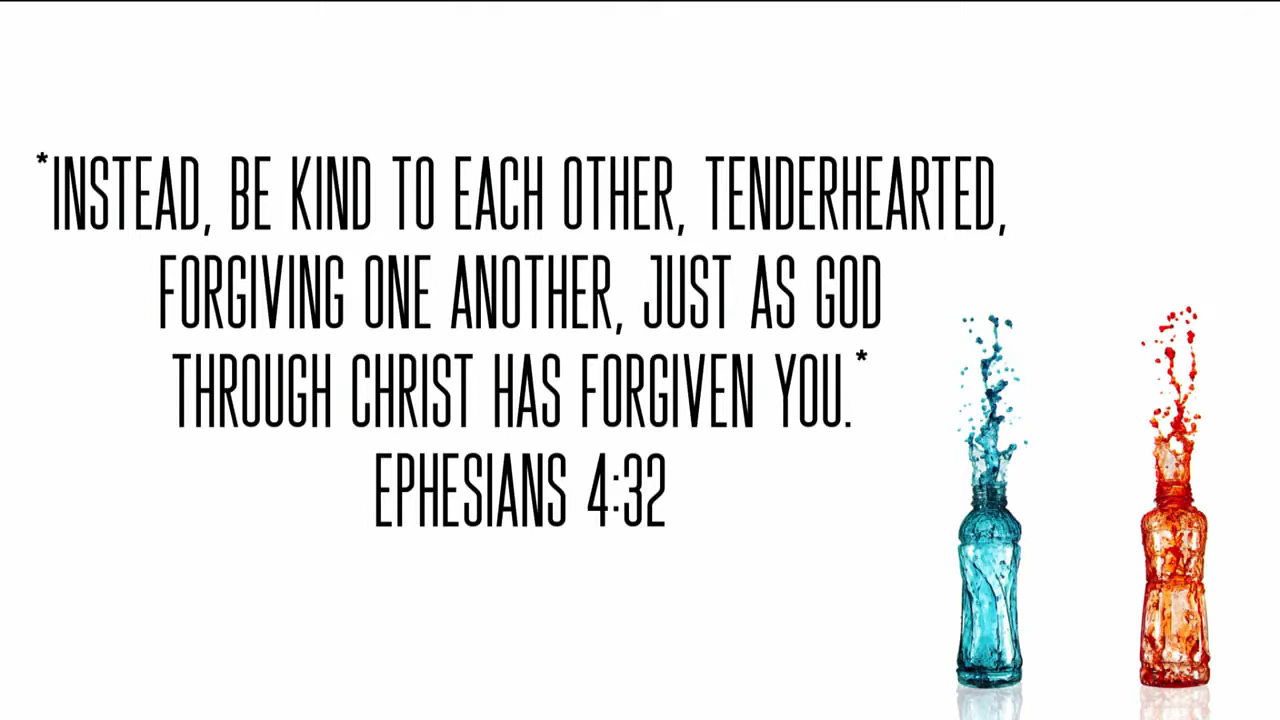 *INSTEAD, BE KIND TO EACH OTHER, TENDERHEARTED,
FORGIVING ONE ANOTHER, JUST AS GOD
THROUGH CHRIST HAS FORGIVEN YOU.*
EPHESIANS 4:32